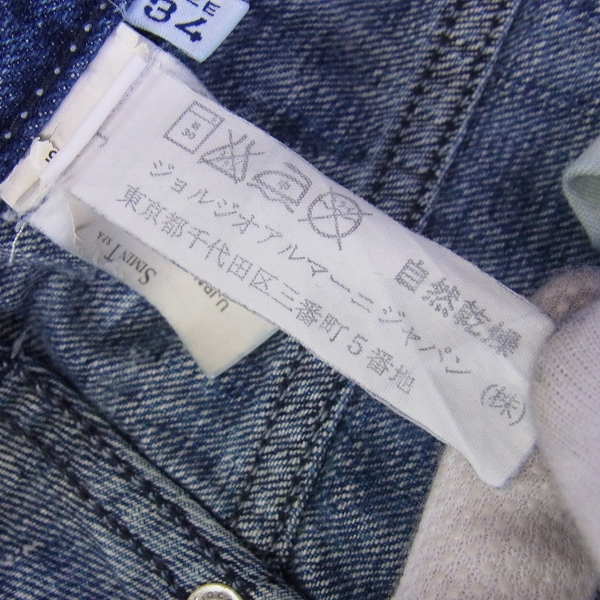 34
自然乾燥
ジョルジオアルマーニジャパン(株)
東京都千代田区三番町5番地
SIMINT